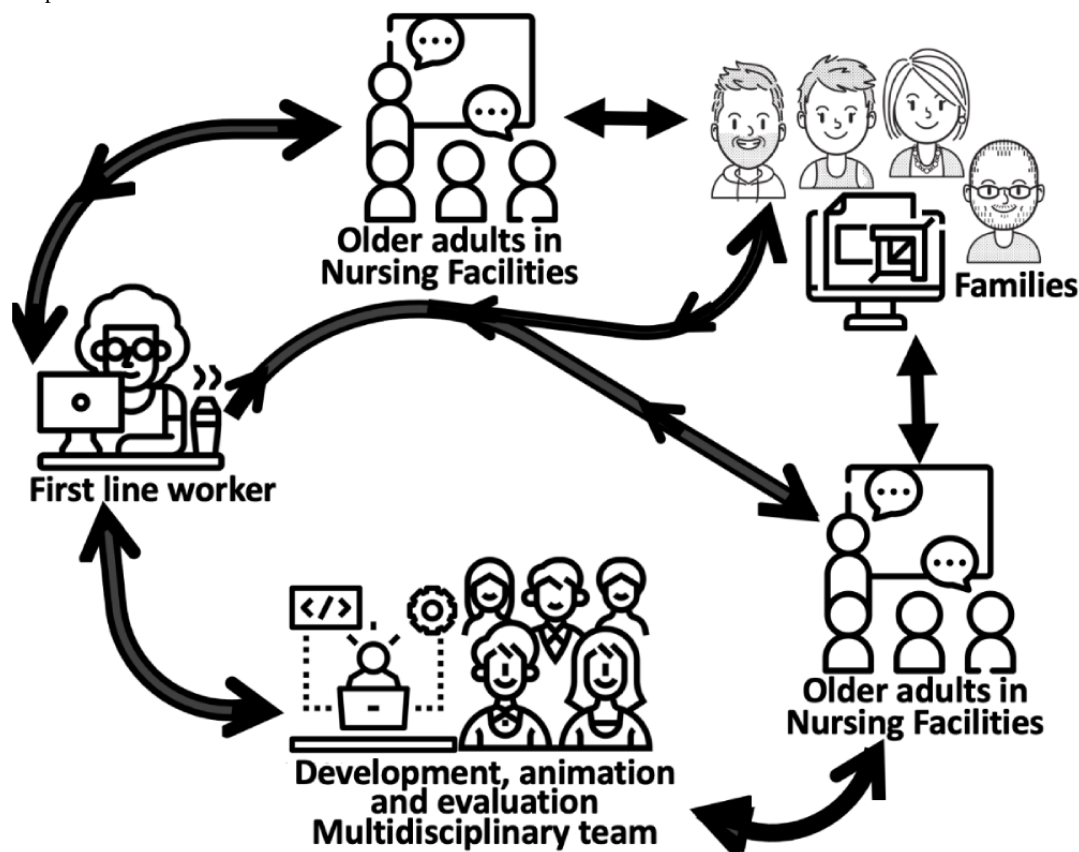 Older adults in
Nursing Facilities
Families
First line worker
</>
Older adults in
Nursing Facilities
Development, animation
and evaluation
Multidisciplinary team